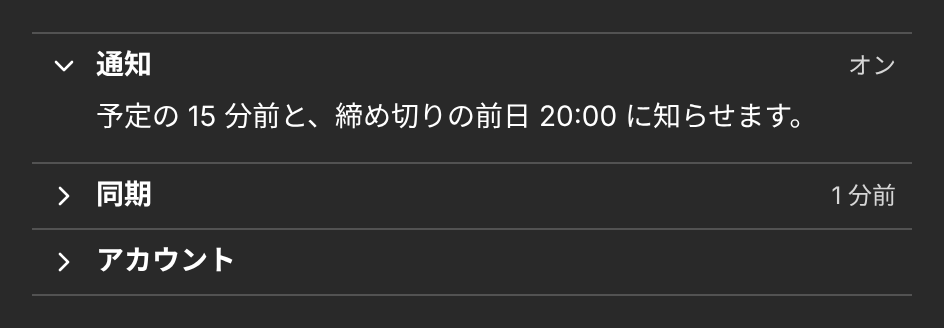 通知 オン
予定の 15 分前と、締め切りの前日 20:00 に知らせます。
同期 1 分前
アカウント